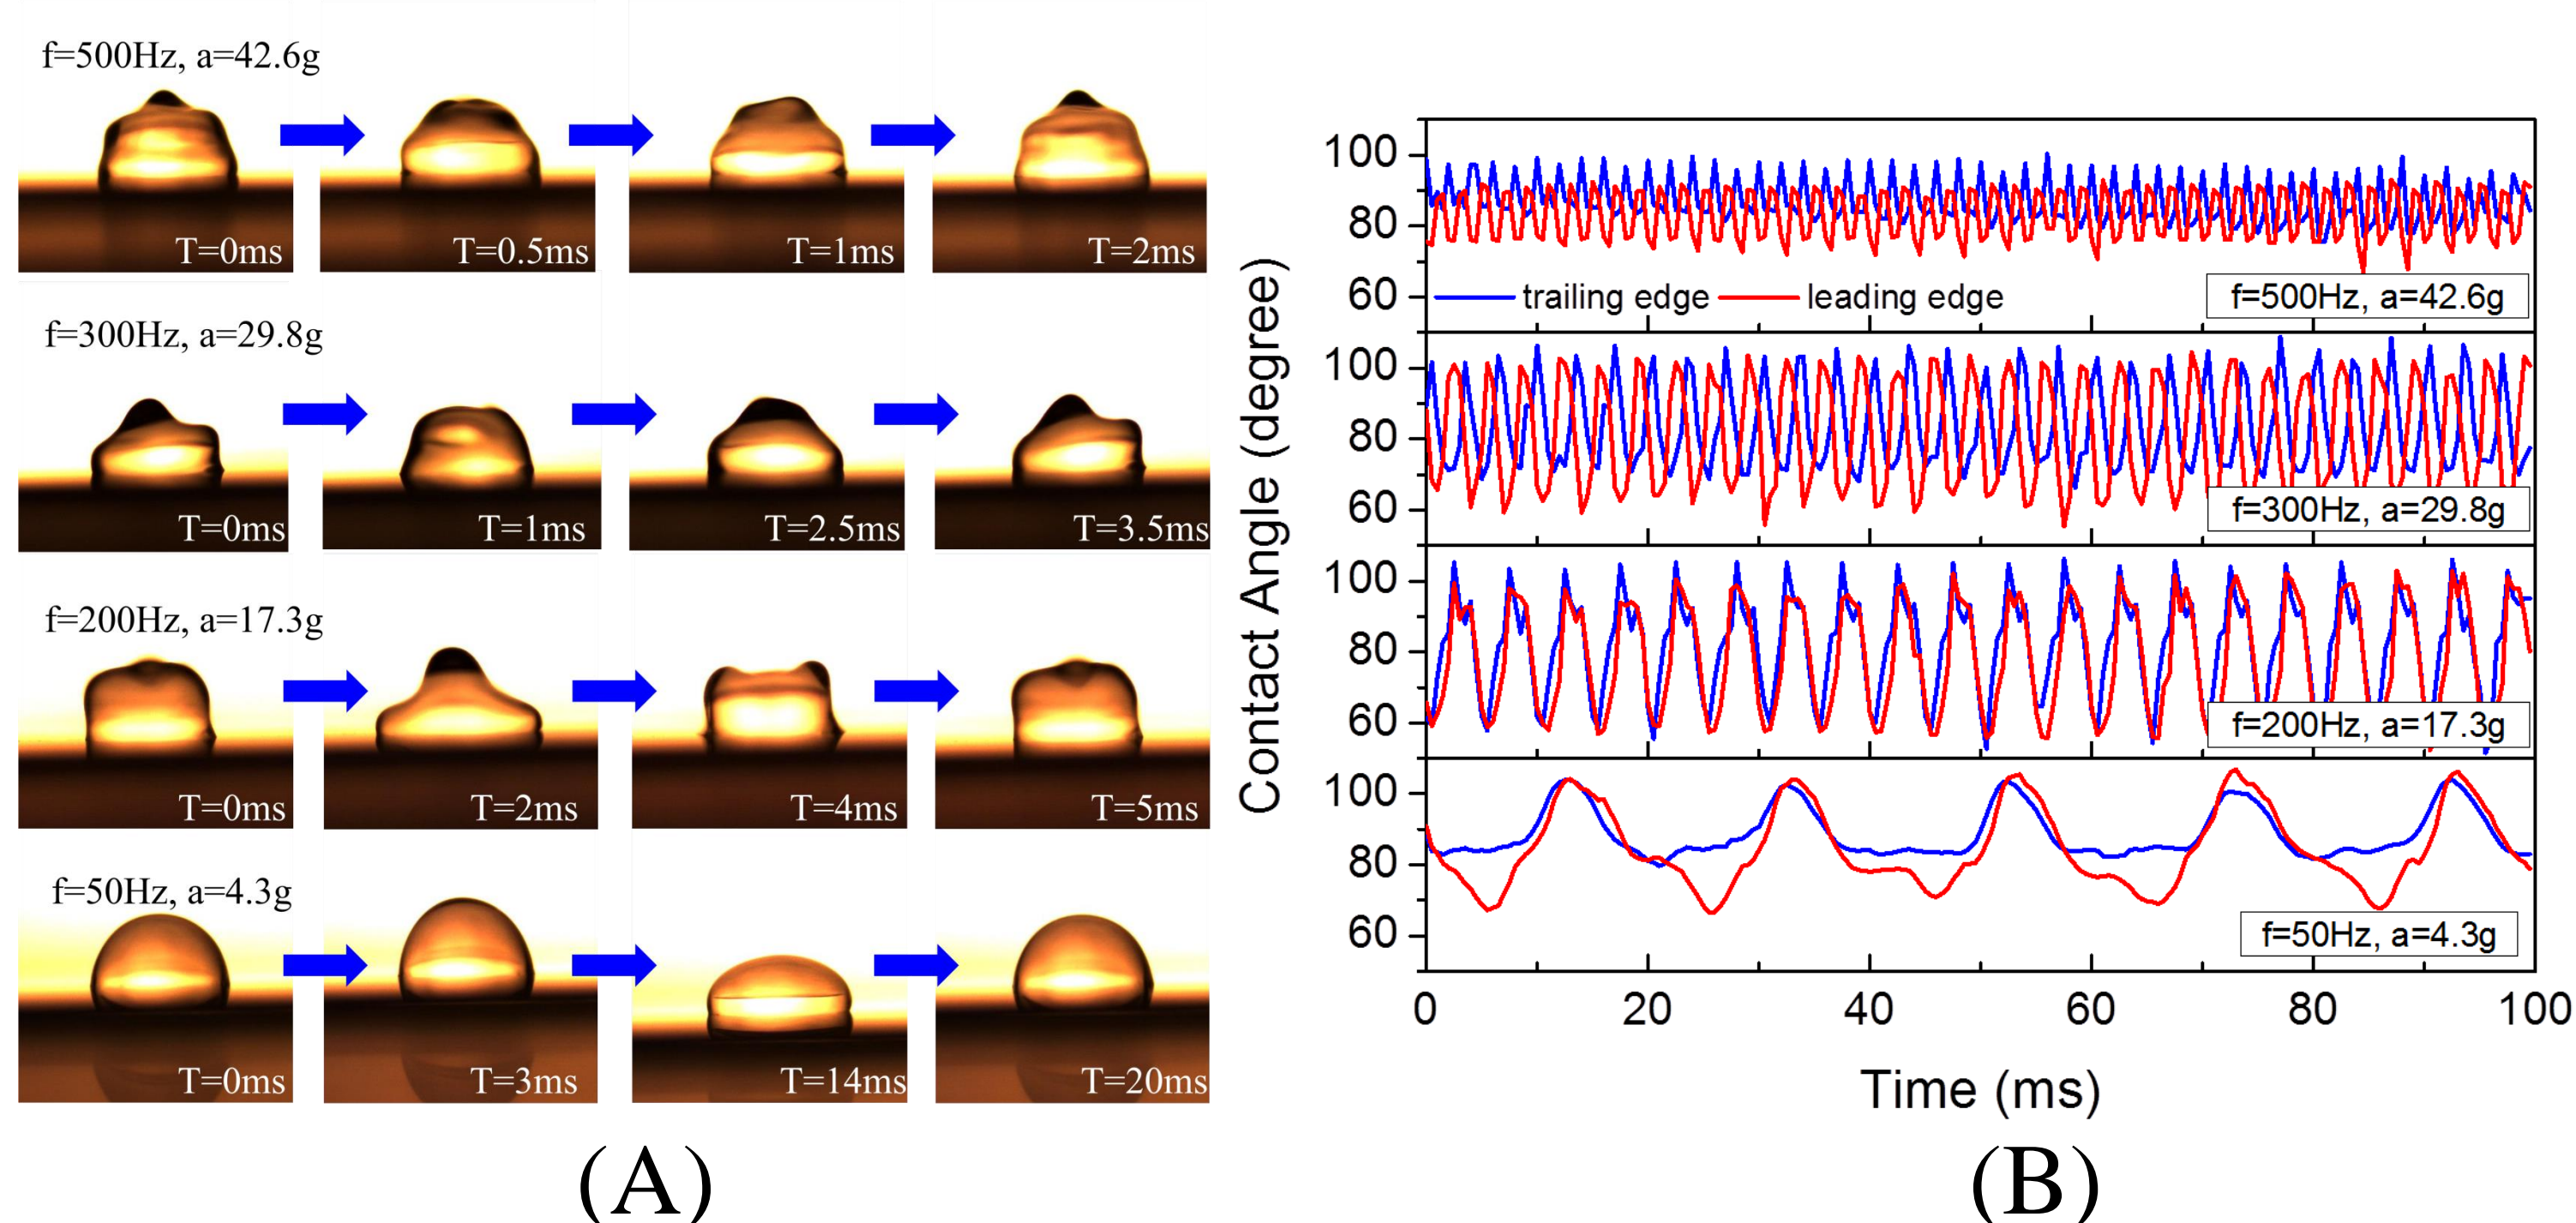 f=500Hz, a=42.6g
T=0ms
T=0.5ms
T=1ms
T=2ms
f=300Hz, a=29.8g
T=0ms
T=1ms
T=2.5ms
T=3.5ms
f=200Hz, a=17.3g
T=0ms
T=2ms
T=4ms
T=5ms
f=50Hz, a=4.3g
T=0ms
T=3ms
T=14ms
T=20ms
(A)
Contact Angle (degree)
100
80
60
trailing edge
leading edge
f=500Hz, a=42.6g
100
80
60
f=300Hz, a=29.8g
100
80
60
f=200Hz, a=17.3g
100
80
60
f=50Hz, a=4.3g
0 20 40 60 80 100
Time (ms)
(B)